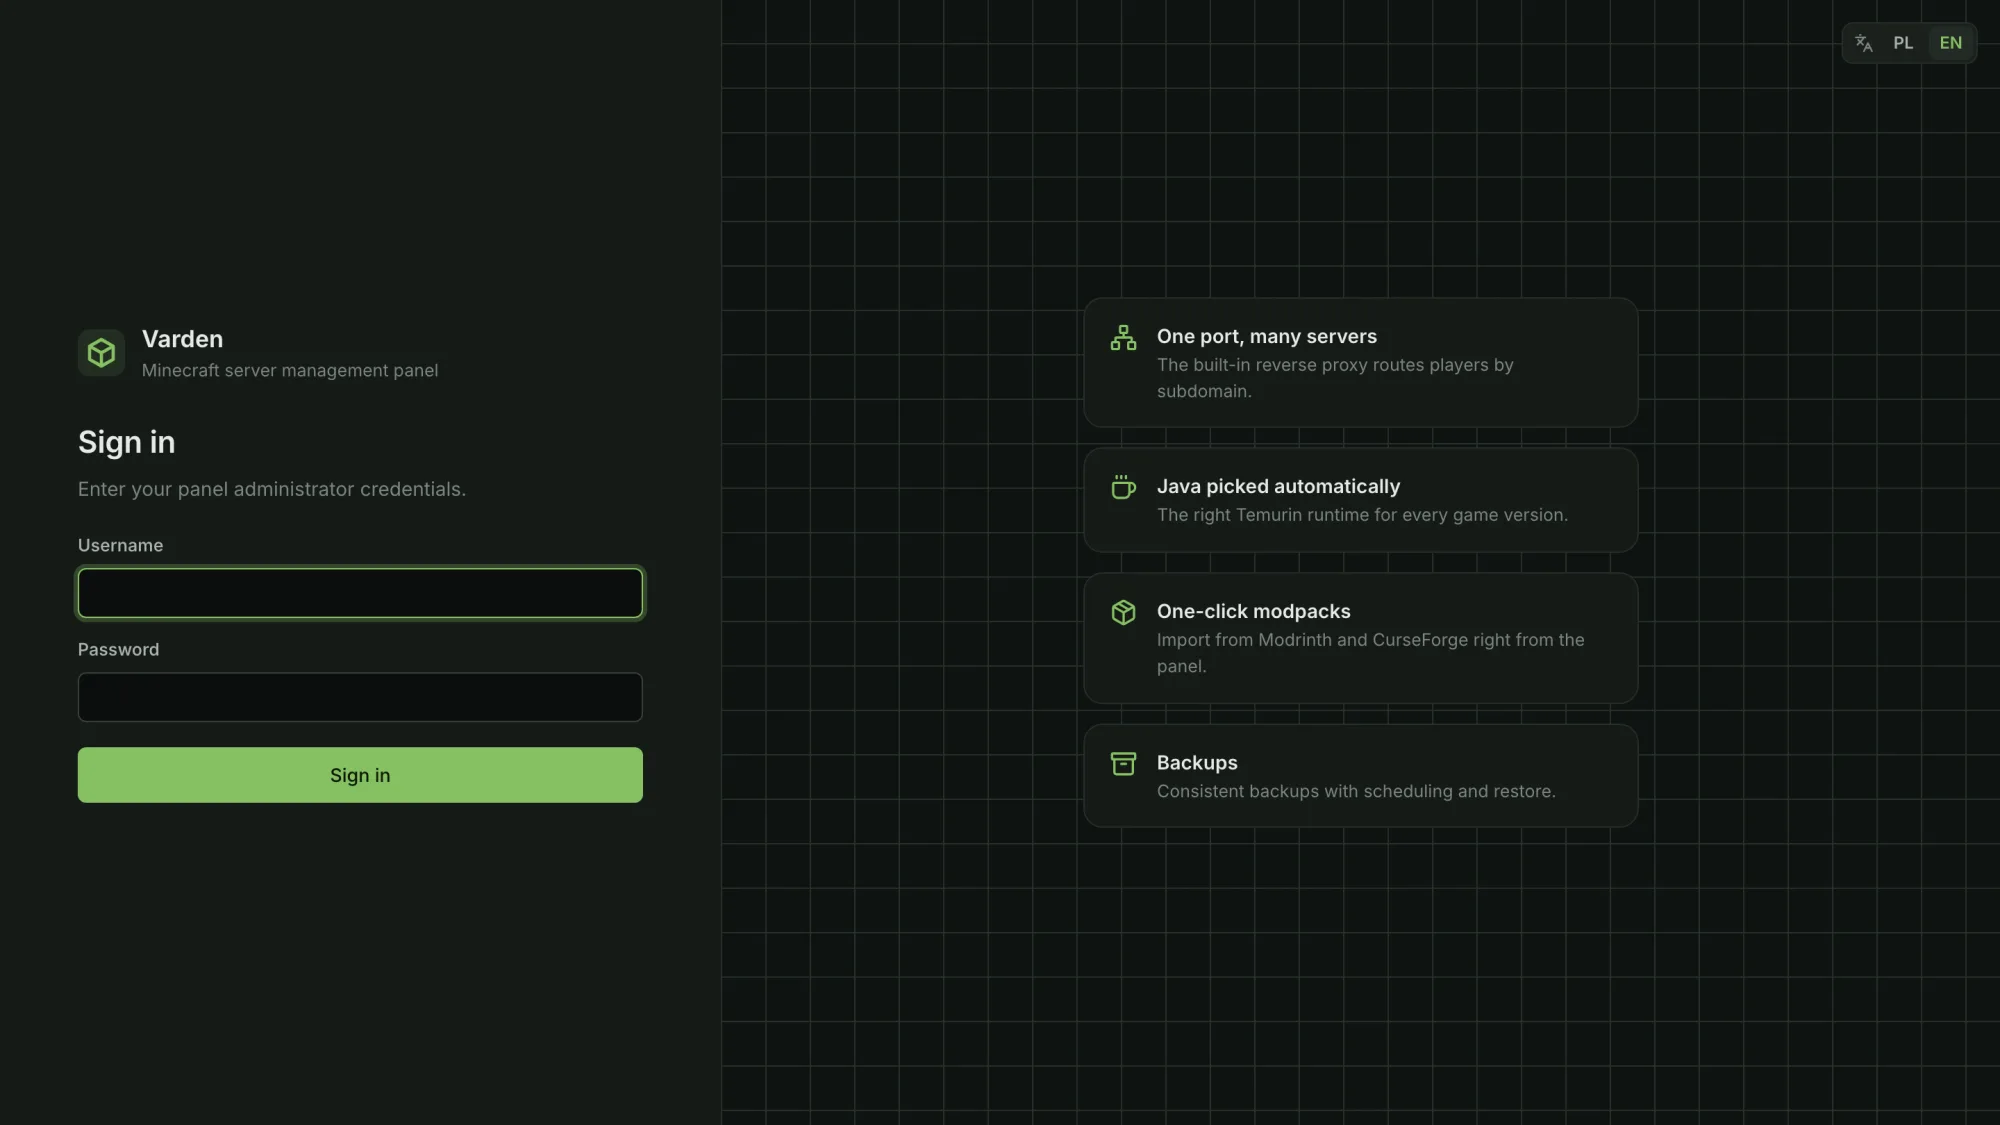 PL
EN
Varden
Minecraft server management panel
Sign in
Enter your panel administrator credentials.
Username
Password
Sign in
One port, many servers
The built-in reverse proxy routes players by
subdomain.
Java picked automatically
The right Temurin runtime for every game version.
One-click modpacks
Import from Modrinth and CurseForge right from the
panel.
Backups
Consistent backups with scheduling and restore.